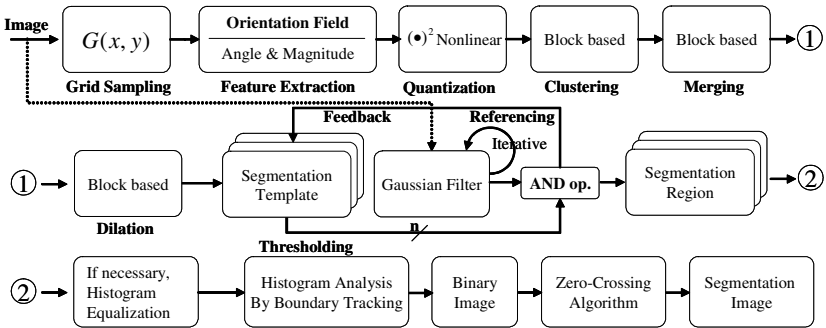 Image
G(x, y)
Orientation Field
Angle & Magnitude
(•)² Nonlinear
Block based
Block based
1
Grid Sampling
Feature Extraction
Quantization
Clustering
Merging
Feedback
Referencing
Iterative
1
Block based
Segmentation
Template
Gaussian Filter
AND op.
Segmentation
Region
2
Dilation
n
Thresholding
2
If necessary,
Histogram
Equalization
Histogram Analysis
By Boundary Tracking
Binary
Image
Zero-Crossing
Algorithm
Segmentation
Image